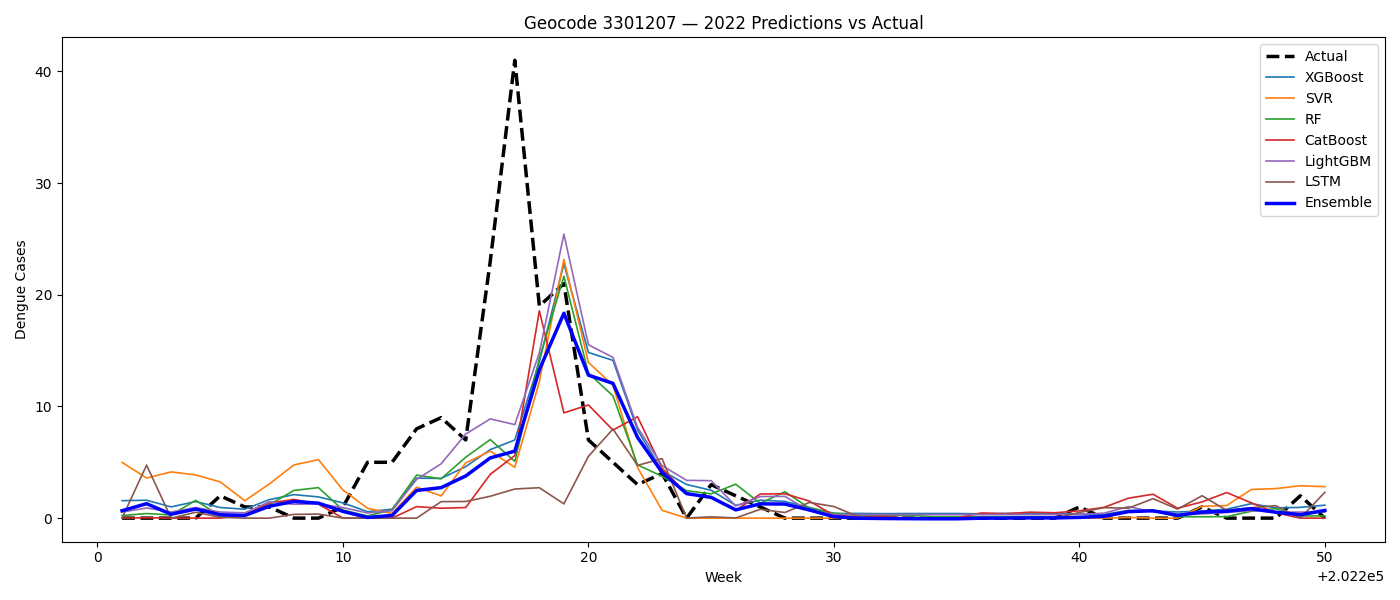 Geocode 3301207 — 2022 Predictions vs Actual
Dengue Cases
40
30
20
10
0
Actual
XGBoost
SVR
RF
CatBoost
LightGBM
LSTM
Ensemble
0 10 20 30 40 50
Week
+2.022e5